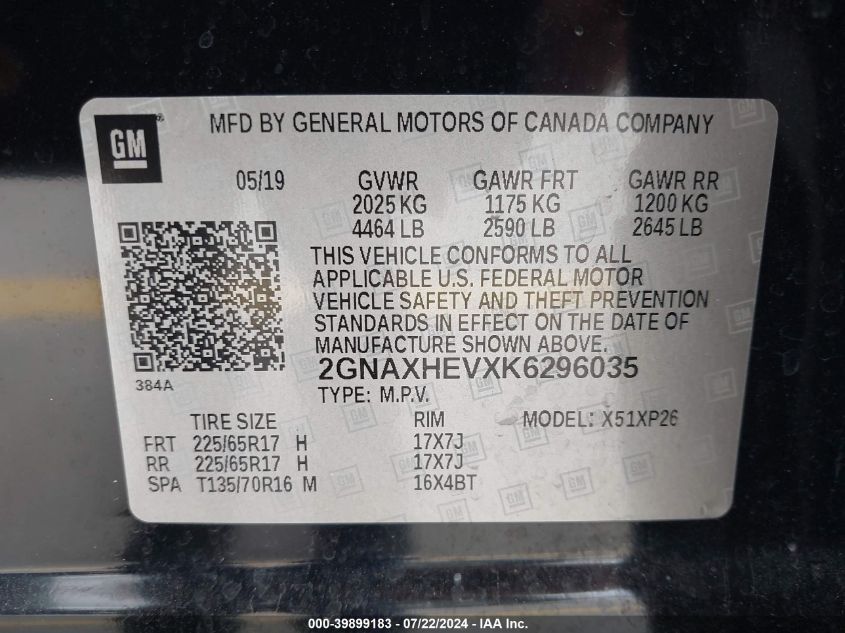 GM ®
MFD BY GENERAL MOTORS OF CANADA COMPANY
05/19 GVWR GAWR FRT GAWR RR
2025 KG 1175 KG 1200 KG
4464 LB 2590 LB 2645 LB
THIS VEHICLE CONFORMS TO ALL
APPLICABLE U.S. FEDERAL MOTOR
VEHICLE SAFETY AND THEFT PREVENTION
STANDARDS IN EFFECT ON THE DATE OF
MANUFACTURE SHOWN ABOVE.
2GNAXHEVXK6296035
384A
TYPE: M.P.V.
TIRE SIZE RIM MODEL: X51XP26
FRT 225/65R17 H 17X7J
RR 225/65R17 H 17X7J
SPA T135/70R16 M 16X4BT
002-39899183 - 07/22/2024 - IAA Inc.